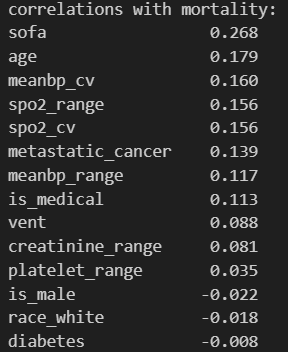 correlations with mortality:
sofa 0.268
age 0.179
meanbp_cv 0.160
spo2_range 0.156
spo2_cv 0.156
metastatic_cancer 0.139
meanbp_range 0.117
is_medical 0.113
vent 0.088
creatinine_range 0.081
platelet_range 0.035
is_male -0.022
race_white -0.018
diabetes -0.008